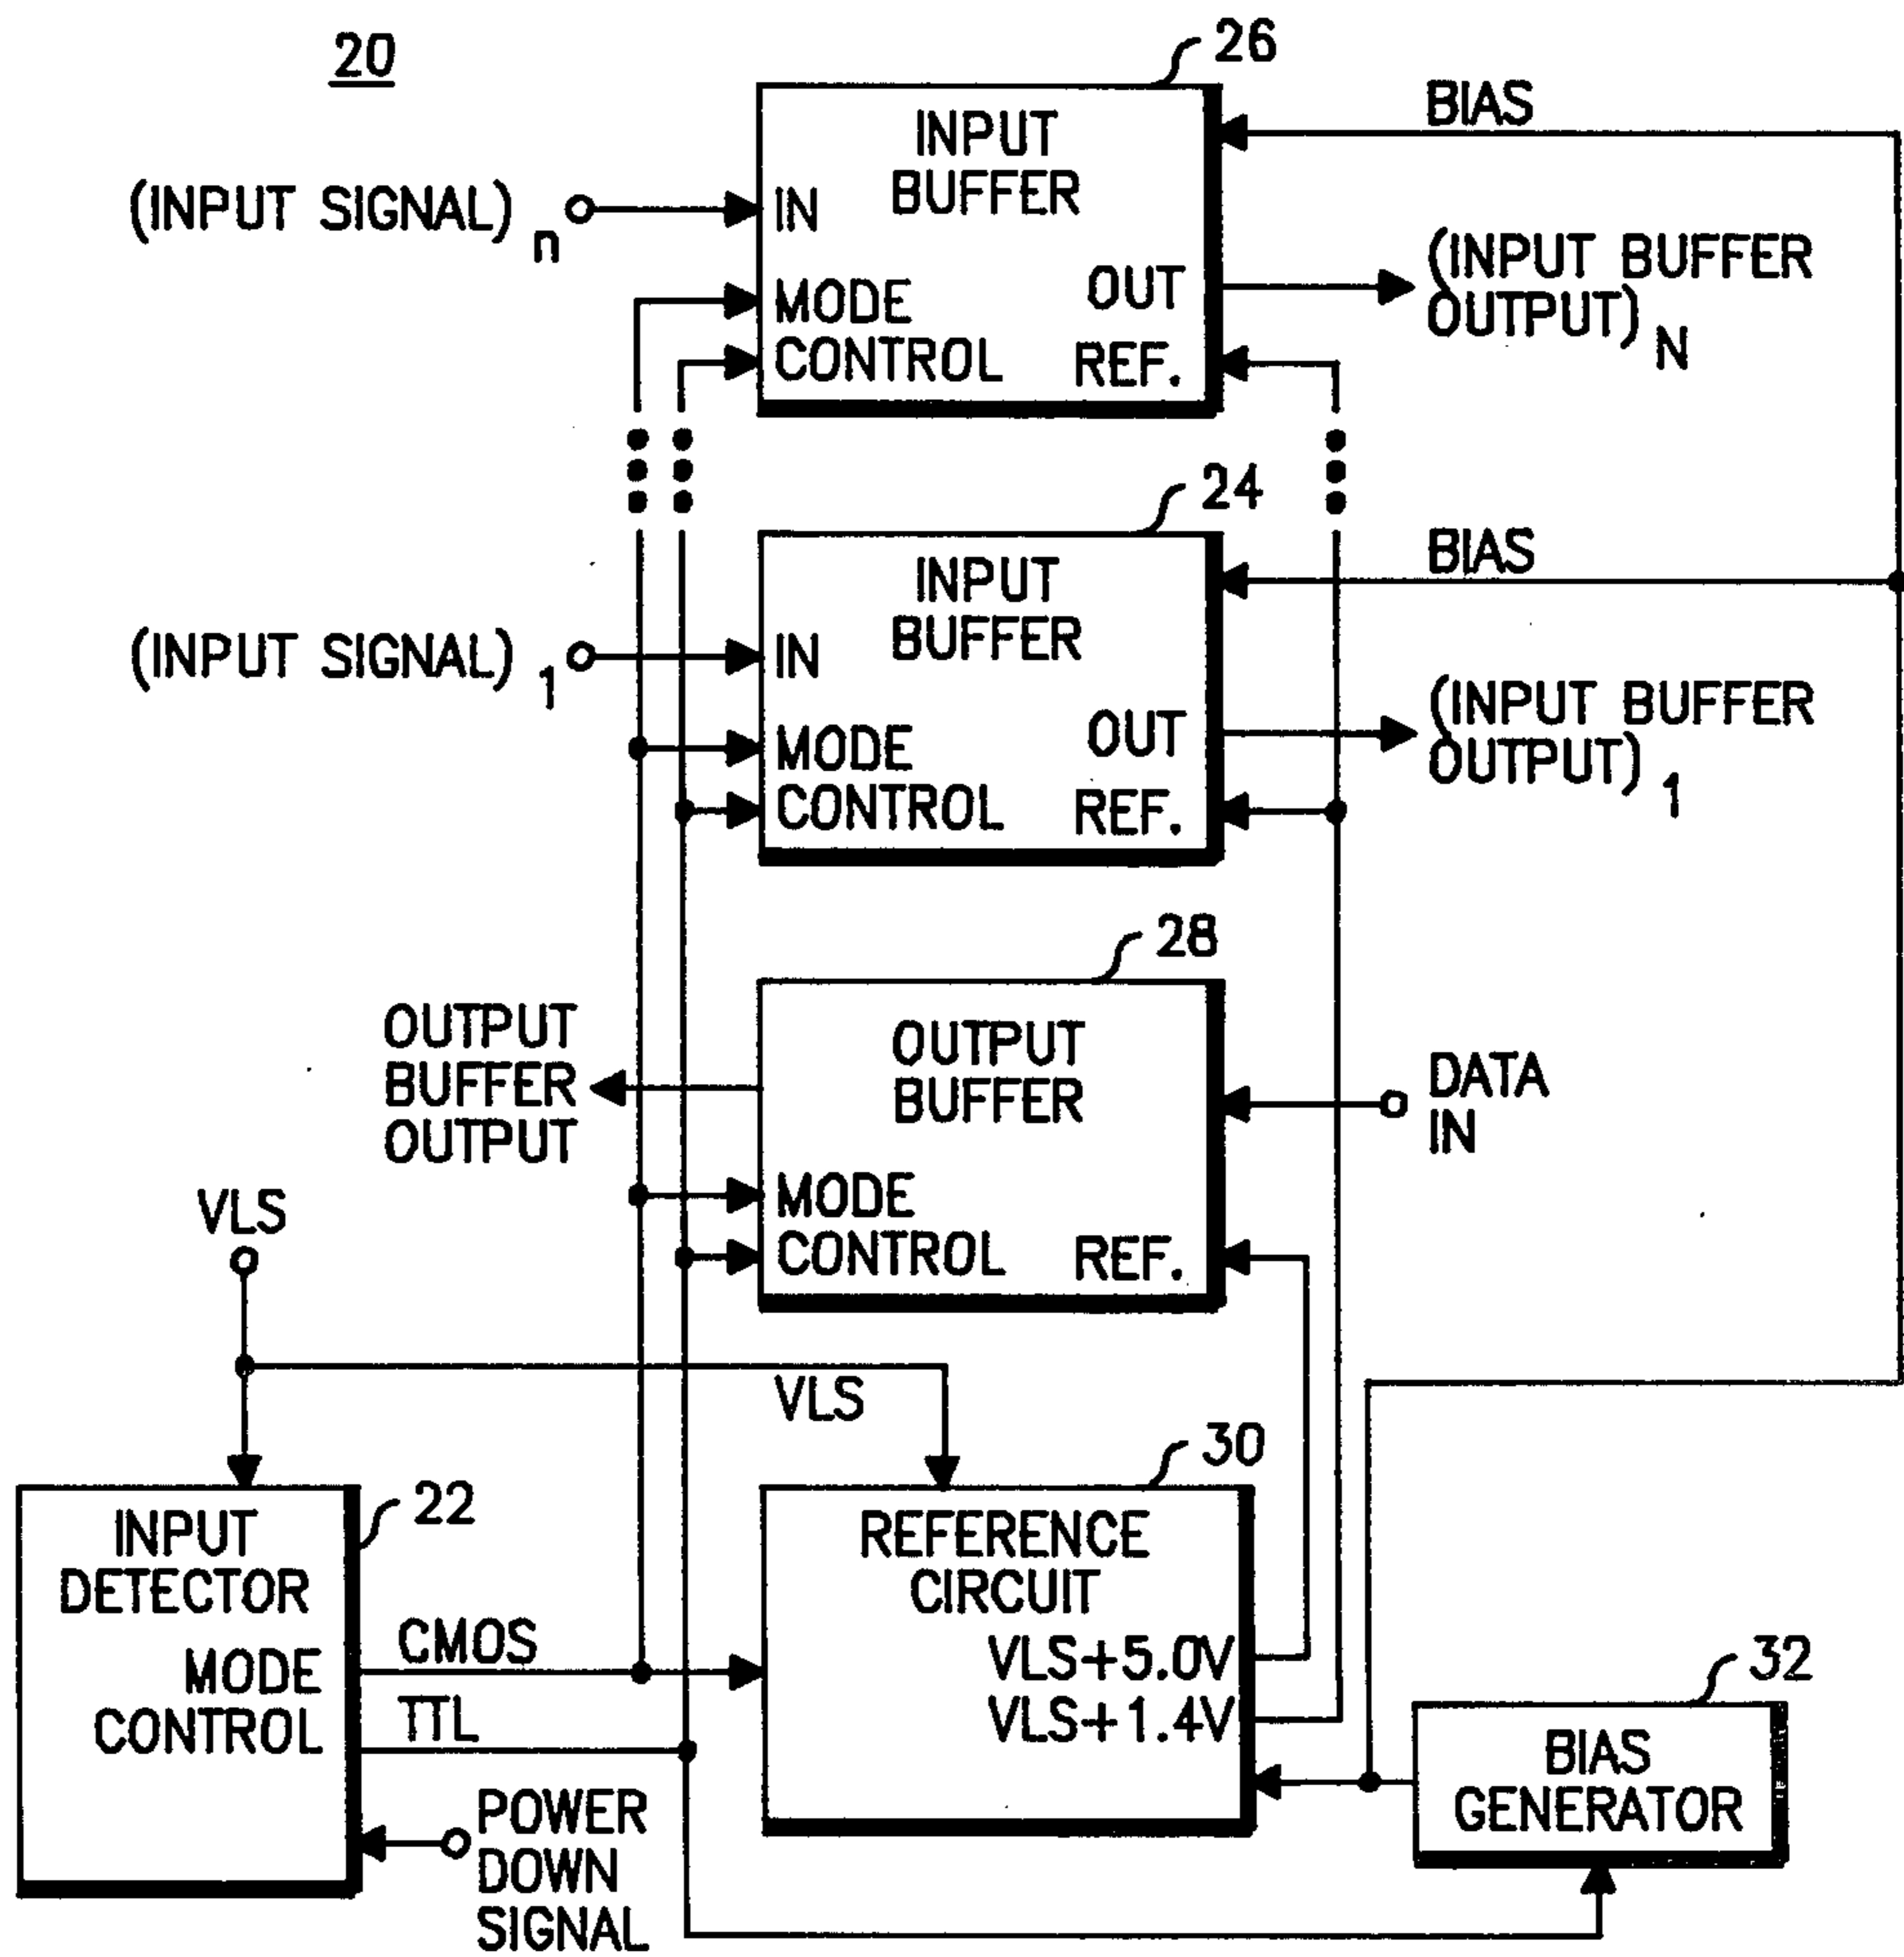 20
26
INPUT
BUFFER
BIAS
(INPUT SIGNAL) n
IN
(INPUT BUFFER
OUTPUT) N
OUT
MODE
CONTROL
REF.
24
INPUT
BUFFER
BIAS
(INPUT SIGNAL) 1
IN
(INPUT BUFFER
OUTPUT) 1
OUT
MODE
CONTROL
REF.
28
OUTPUT
BUFFER
OUTPUT
OUTPUT
BUFFER
DATA
IN
MODE
CONTROL
REF.
VLS
VLS
22
INPUT
DETECTOR
MODE
CONTROL
CMOS
TTL
POWER
DOWN
SIGNAL
30
REFERENCE
CIRCUIT
VLS+5.0V
VLS+1.4V
32
BIAS
GENERATOR